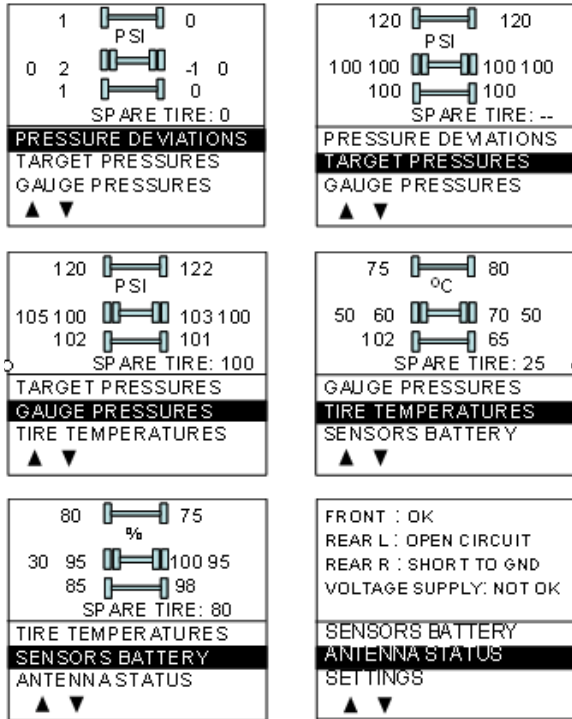 1 0
PSI
0 2 -1 0
1 0
SPARE TIRE: 0
PRESSURE DEVIATIONS
TARGET PRESSURES
GAUGE PRESSURES
120 120
PSI
100 100 100 100
100 100
SPARE TIRE: --
PRESSURE DEVIATIONS
TARGET PRESSURES
GAUGE PRESSURES
120 122
PSI
105 100 103 100
102 101
SPARE TIRE: 100
TARGET PRESSURES
GAUGE PRESSURES
TIRE TEMPERATURES
75 80
°C
50 60 70 50
102 65
SPARE TIRE: 25
GAUGE PRESSURES
TIRE TEMPERATURES
SENSORS BATTERY
80 75
%
30 95 100 95
85 98
SPARE TIRE: 80
TIRE TEMPERATURES
SENSORS BATTERY
ANTENNA STATUS
FRONT : OK
REAR L : OPEN CIRCUIT
REAR R : SHORT TO GND
VOLTAGE SUPPLY: NOT OK
SENSORS BATTERY
ANTENNA STATUS
SETTINGS